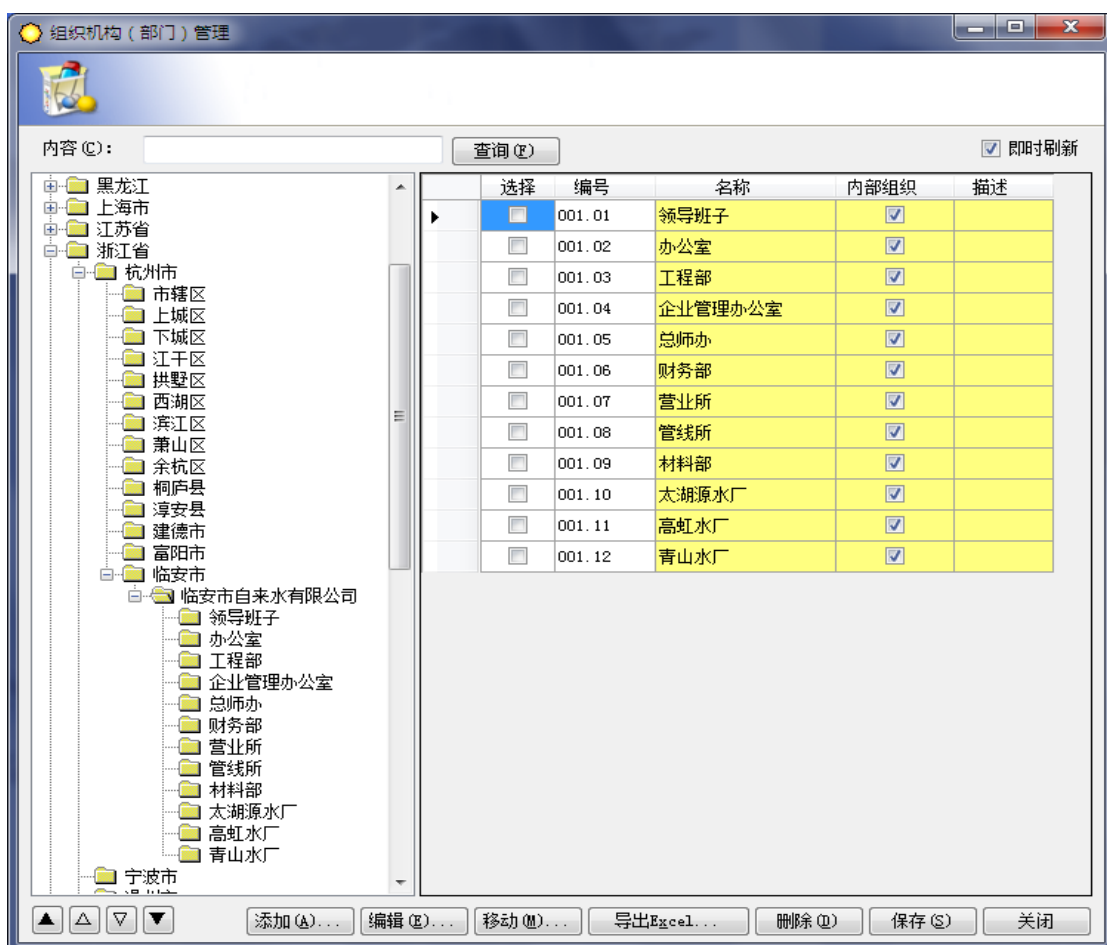 组织机构（部门）管理
内容(C)：
查询(F)
即时刷新
黑龙江
上海市
江苏省
浙江省
杭州市
市辖区
上城区
下城区
江干区
拱墅区
西湖区
滨江区
萧山区
余杭区
桐庐县
淳安县
建德市
富阳市
临安市
临安市自来水有限公司
领导班子
办公室
工程部
企业管理办公室
总师办
财务部
营业所
管线所
材料部
太湖源水厂
高虹水厂
青山水厂
宁波市
选择 编号 名称 内部组织 描述
001.01 领导班子
001.02 办公室
001.03 工程部
001.04 企业管理办公室
001.05 总师办
001.06 财务部
001.07 营业所
001.08 管线所
001.09 材料部
001.10 太湖源水厂
001.11 高虹水厂
001.12 青山水厂
添加(A)... 编辑(E)... 移动(M)... 导出Excel... 删除(D) 保存(S) 关闭